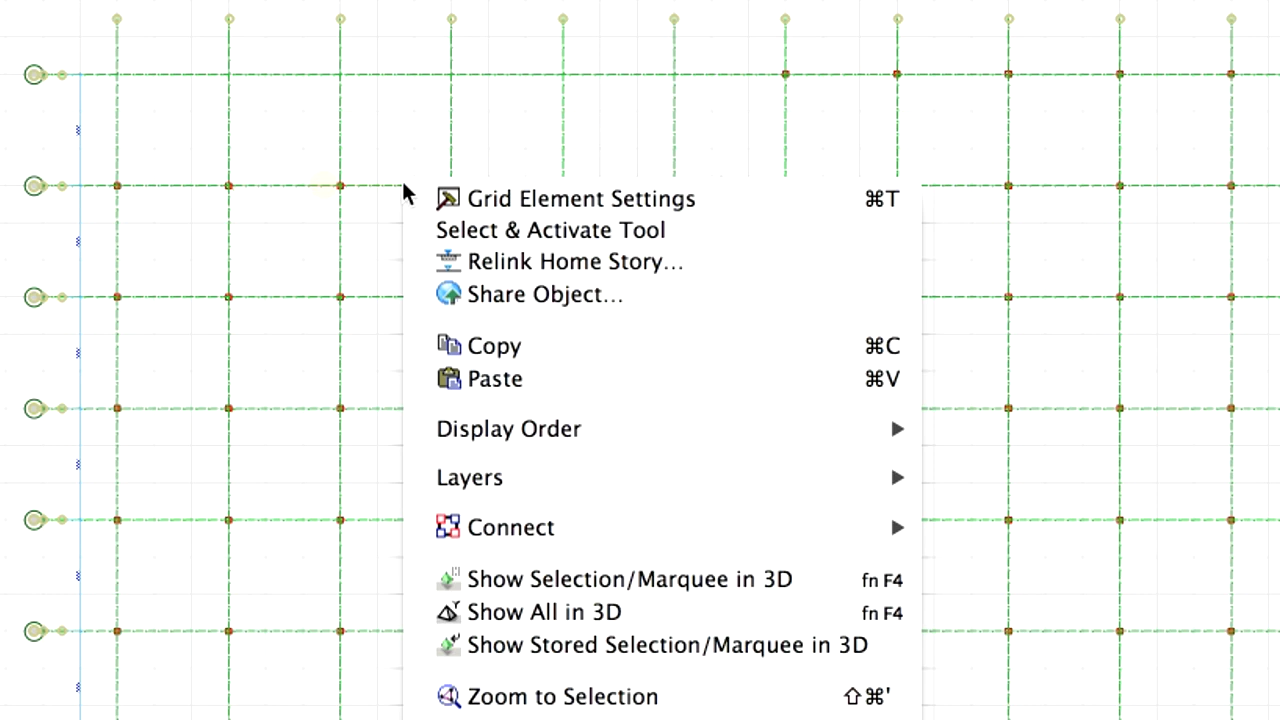 Grid Element Settings ⌘T
Select & Activate Tool
Relink Home Story...
Share Object...
Copy ⌘C
Paste ⌘V
Display Order
Layers
Connect
Show Selection/Marquee in 3D fn F4
Show All in 3D fn F4
Show Stored Selection/Marquee in 3D
Zoom to Selection ⇧⌘'